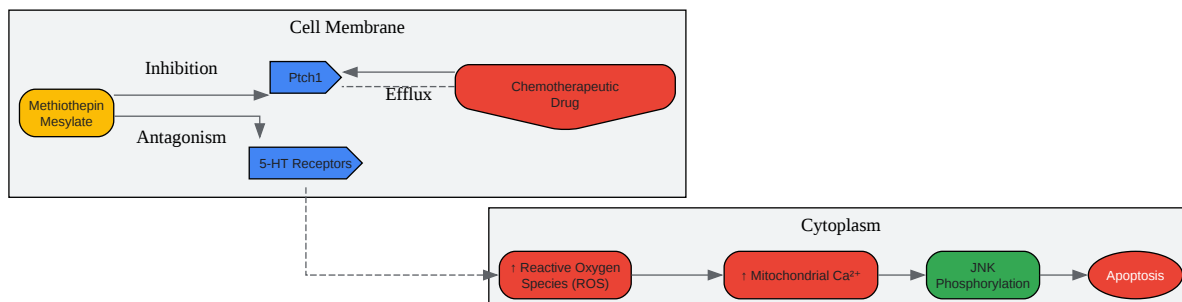 Cell Membrane
Inhibition
Ptch1
Efflux
Chemotherapeutic
Drug
Methiothepin
Mesylate
Antagonism
5-HT Receptors
Cytoplasm
↑ Reactive Oxygen
Species (ROS)
↑ Mitochondrial Ca²⁺
JNK
Phosphorylation
Apoptosis